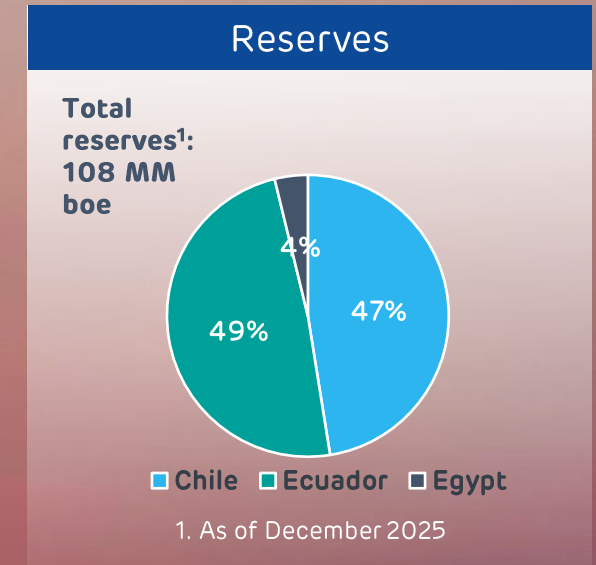 Reserves
Total
reserves¹:
108 MM
boe
4%
47%
49%
Chile Ecuador Egypt
1. As of December 2025